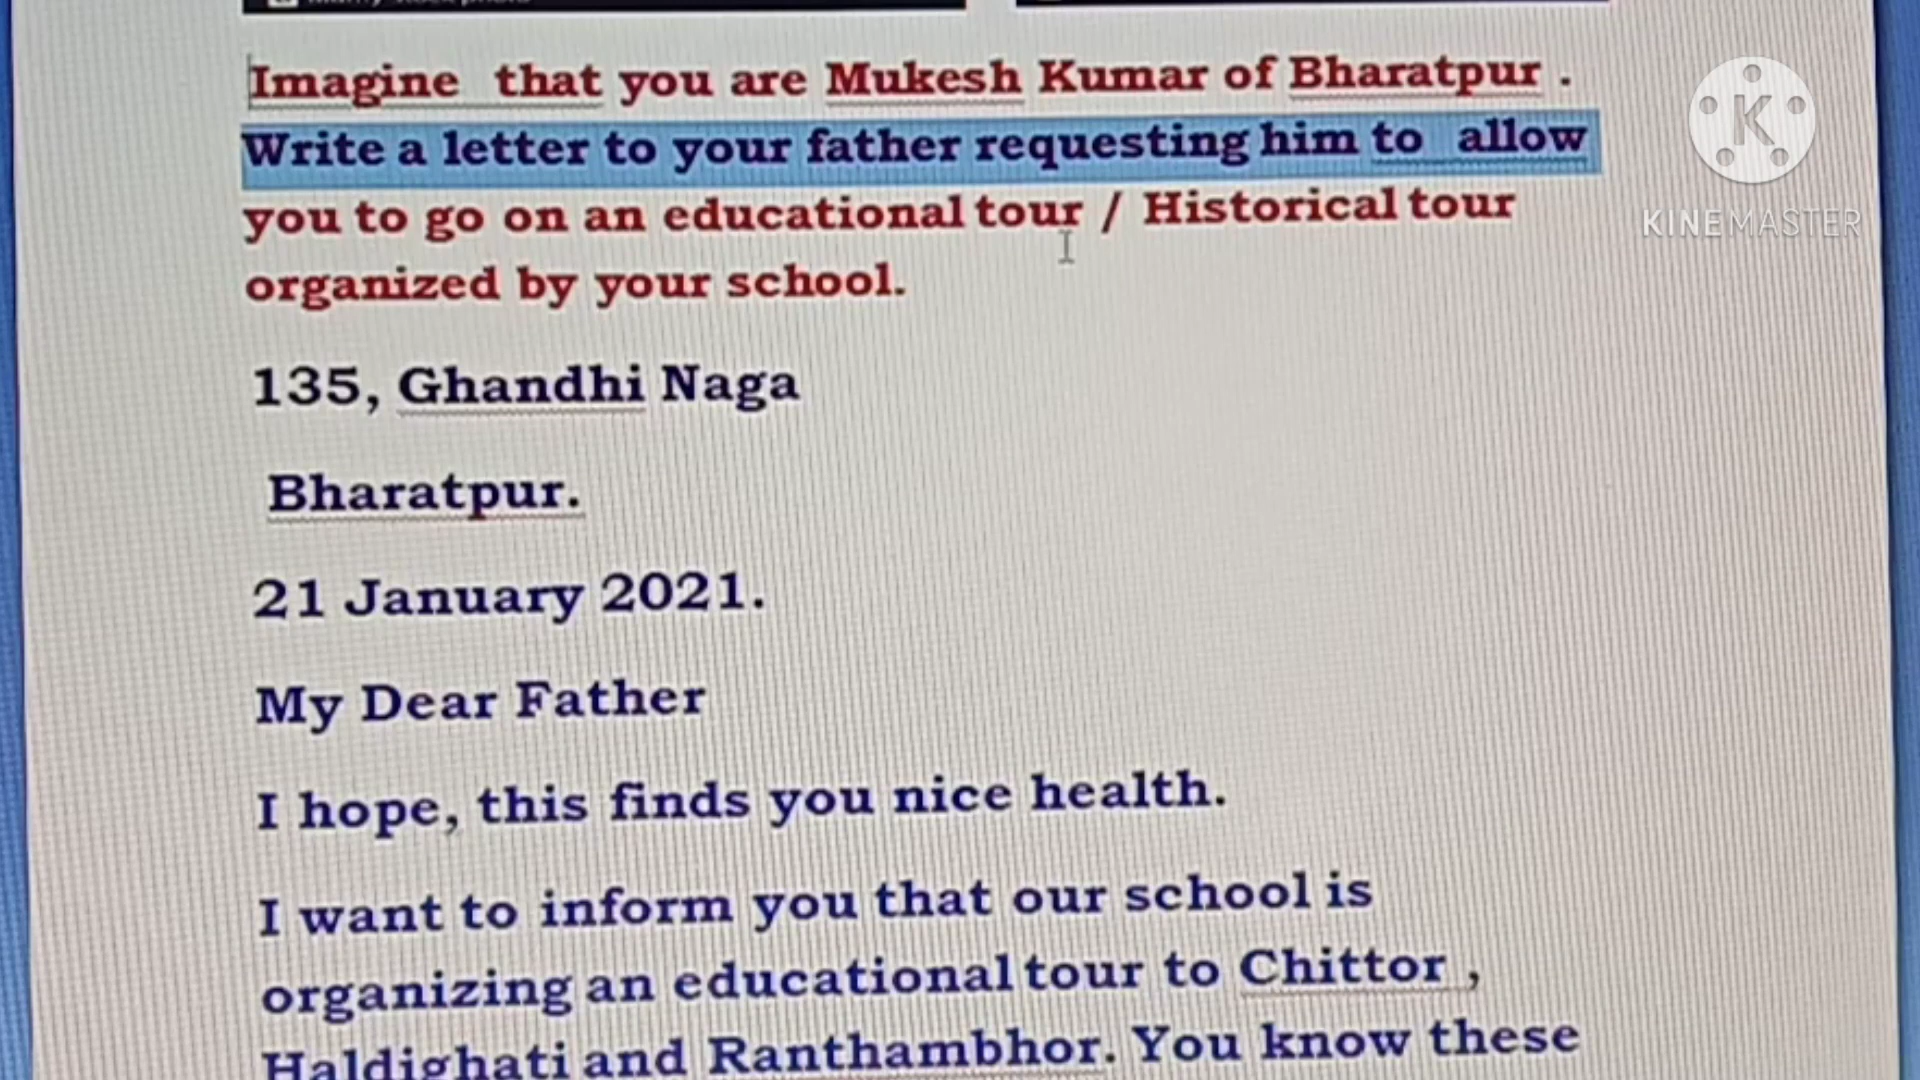 Imagine that you are Mukesh Kumar of Bharatpur .
Write a letter to your father requesting him to allow
you to go on an educational tour / Historical tour
organized by your school.
135, Ghandhi Naga
Bharatpur.
21 January 2021.
My Dear Father
I hope, this finds you nice health.
I want to inform you that our school is
organizing an educational tour to Chittor ,
Haldighati and Ranthambhor. You know these
K
KINEMASTER